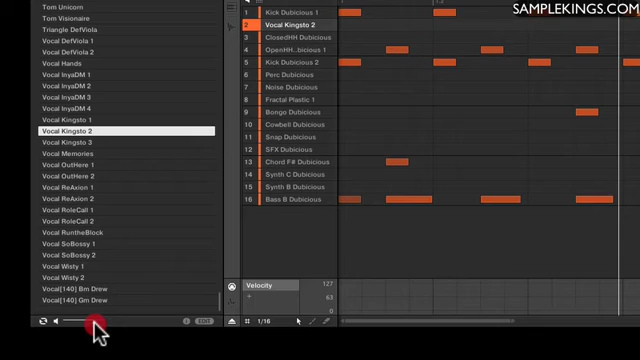 SAMPLEKINGS.COM
Tom Unicorn
Tom Visionaire
Triangle DefViola
Vocal DefViola 1
Vocal DefViola 2
Vocal Hands
Vocal InyaDM 1
Vocal InyaDM 2
Vocal InyaDM 3
Vocal InyaDM 4
Vocal Kingsto 1
Vocal Kingsto 2
Vocal Kingsto 3
Vocal Memories
Vocal OutHere 1
Vocal OutHere 2
Vocal ReAxion 1
Vocal ReAxion 2
Vocal RoleCall 1
Vocal RoleCall 2
Vocal RuntheBlock
Vocal SoBossy 1
Vocal SoBossy 2
Vocal Wisty 1
Vocal Wisty 2
Vocal[140] Bm Drew
Vocal[140] Gm Drew
EDIT
1 Kick Dubicious 1
2 Vocal Kingsto 2
3 ClosedHH Dubicious
4 OpenHH..bicious 1
5 Kick Dubicious 2
6 Perc Dubicious
7 Noise Dubicious
8 Fractal Plastic 1
9 Bongo Dubicious
10 Cowbell Dubicious
11 Snap Dubicious
12 SFX Dubicious
13 Chord F# Dubicious
14 Synth C Dubicious
15 Synth B Dubicious
16 Bass B Dubicious
Velocity 127
+ 63
0
1/16